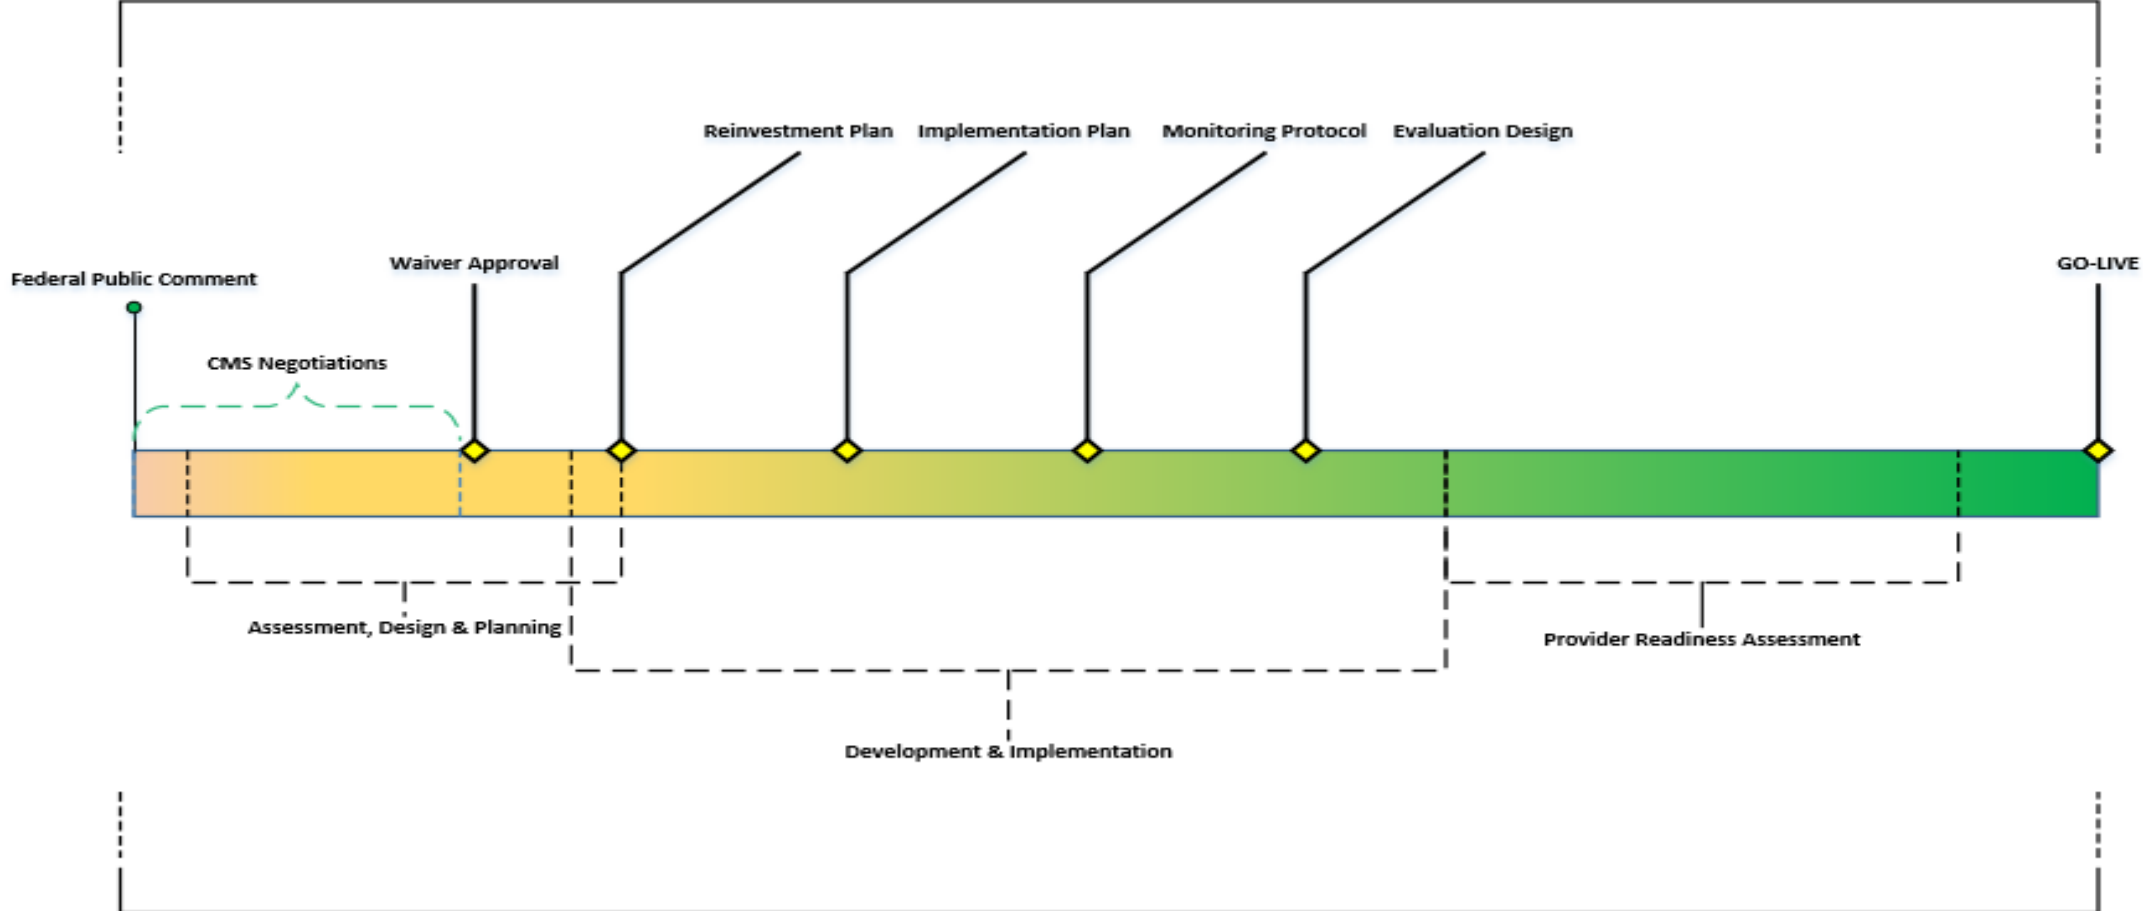 Reinvestment Plan
Implementation Plan
Monitoring Protocol
Evaluation Design
Federal Public Comment
Waiver Approval
GO-LIVE
CMS Negotiations
Assessment, Design & Planning
Provider Readiness Assessment
Development & Implementation